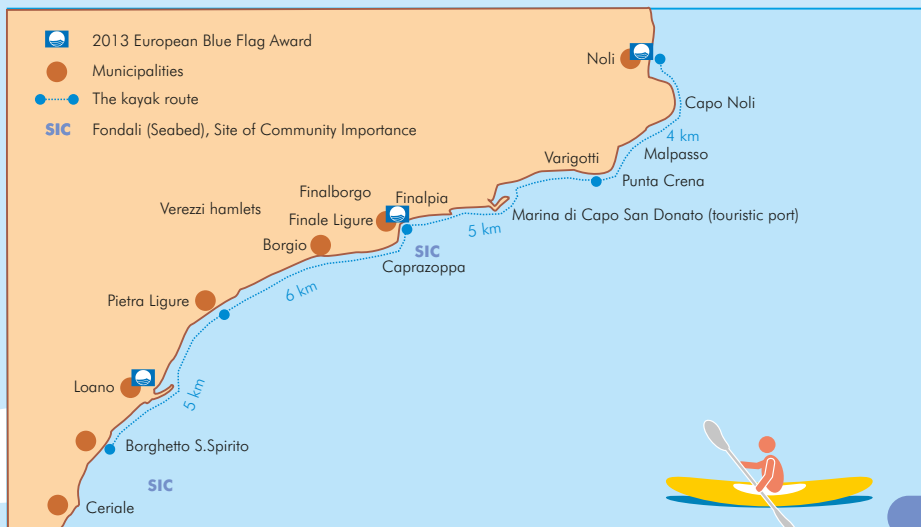 2013 European Blue Flag Award
Municipalities
The kayak route
SIC Fondali (Seabed), Site of Community Importance
Noli
Capo Noli
4 km
Malpasso
Varigotti
Punta Crena
Finalborgo
Finalpia
Verezzi hamlets
Finale Ligure
Marina di Capo San Donato (touristic port)
5 km
Borgio
SIC
Caprazoppa
6 km
Pietra Ligure
Loano
5 km
Borghetto S.Spirito
SIC
Ceriale